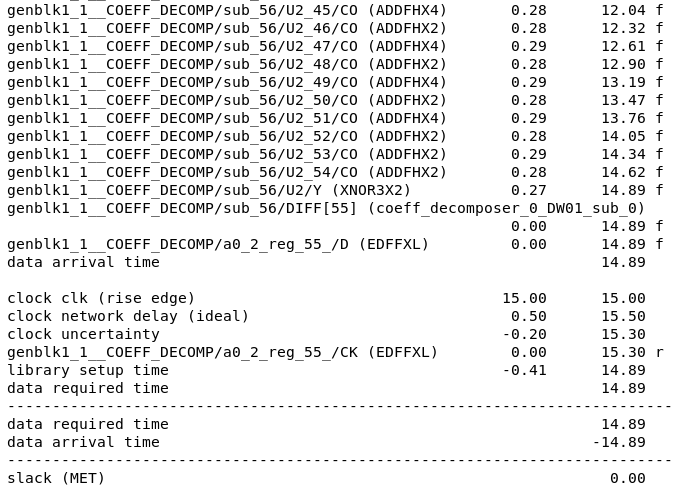 genblk1_1__COEFF_DECOMP/sub_56/U2_45/CO (ADDFHX4)       0.28      12.04 f
genblk1_1__COEFF_DECOMP/sub_56/U2_46/CO (ADDFHX2)       0.28      12.32 f
genblk1_1__COEFF_DECOMP/sub_56/U2_47/CO (ADDFHX4)       0.29      12.61 f
genblk1_1__COEFF_DECOMP/sub_56/U2_48/CO (ADDFHX2)       0.28      12.90 f
genblk1_1__COEFF_DECOMP/sub_56/U2_49/CO (ADDFHX4)       0.29      13.19 f
genblk1_1__COEFF_DECOMP/sub_56/U2_50/CO (ADDFHX2)       0.28      13.47 f
genblk1_1__COEFF_DECOMP/sub_56/U2_51/CO (ADDFHX4)       0.29      13.76 f
genblk1_1__COEFF_DECOMP/sub_56/U2_52/CO (ADDFHX2)       0.28      14.05 f
genblk1_1__COEFF_DECOMP/sub_56/U2_53/CO (ADDFHX2)       0.29      14.34 f
genblk1_1__COEFF_DECOMP/sub_56/U2_54/CO (ADDFHX2)       0.28      14.62 f
genblk1_1__COEFF_DECOMP/sub_56/U2/Y (XNOR3X2)           0.27      14.89 f
genblk1_1__COEFF_DECOMP/sub_56/DIFF[55] (coeff_decomposer_0_DW01_sub_0)
                                                        0.00      14.89 f
genblk1_1__COEFF_DECOMP/a0_2_reg_55_/D (EDFFXL)         0.00      14.89 f
data arrival time                                                 14.89

clock clk (rise edge)                                  15.00      15.00
clock network delay (ideal)                             0.50      15.50
clock uncertainty                                      -0.20      15.30
genblk1_1__COEFF_DECOMP/a0_2_reg_55_/CK (EDFFXL)        0.00      15.30 r
library setup time                                     -0.41      14.89
data required time                                                14.89
--------------------------------------------------------------------------
data required time                                                14.89
data arrival time                                                -14.89
--------------------------------------------------------------------------
slack (MET)                                                        0.00